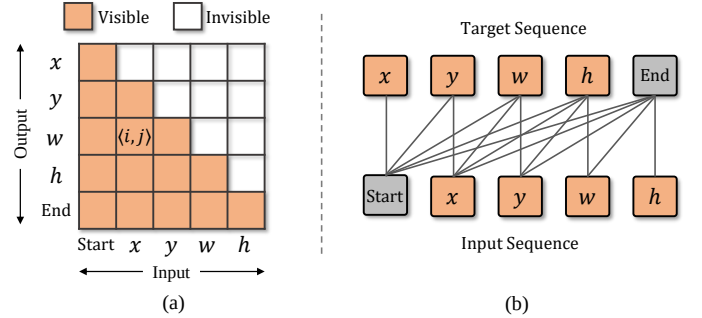 Visible
Invisible
Output
x
y
w
h
End
⟨i, j⟩
Start
x
y
w
h
Input
(a)
Target Sequence
x
y
w
h
End
Start
x
y
w
h
Input Sequence
(b)